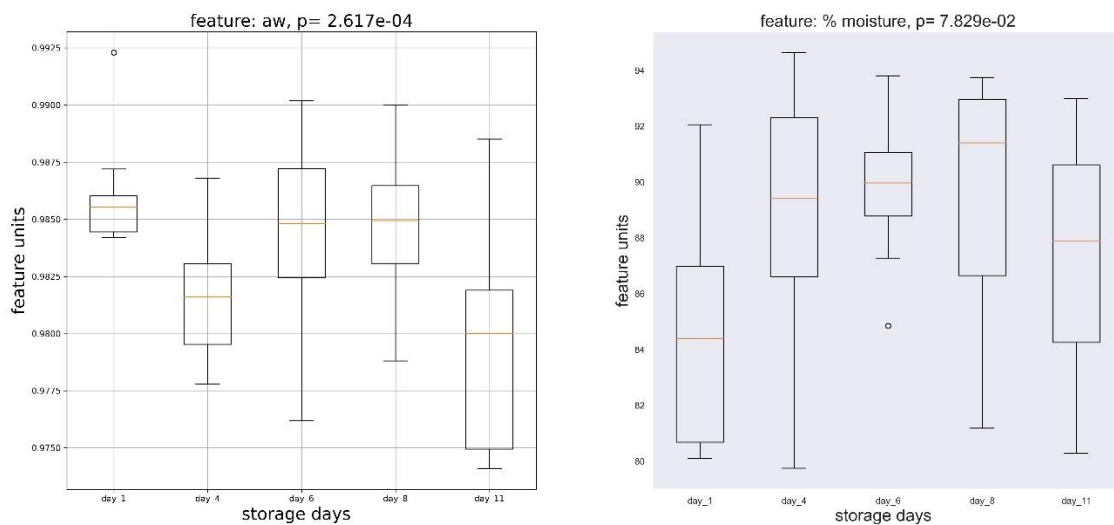 feature: aw, p= 2.617e-04
0.9925
0.9900
0.9875
0.9850
0.9825
0.9800
0.9775
0.9750
feature units
day 1 day 4 day 6 day 8 day 11
storage days
feature: % moisture, p= 7.829e-02
94
92
90
88
86
84
82
80
feature units
day_1 day_4 day_6 day_8 day_11
storage days